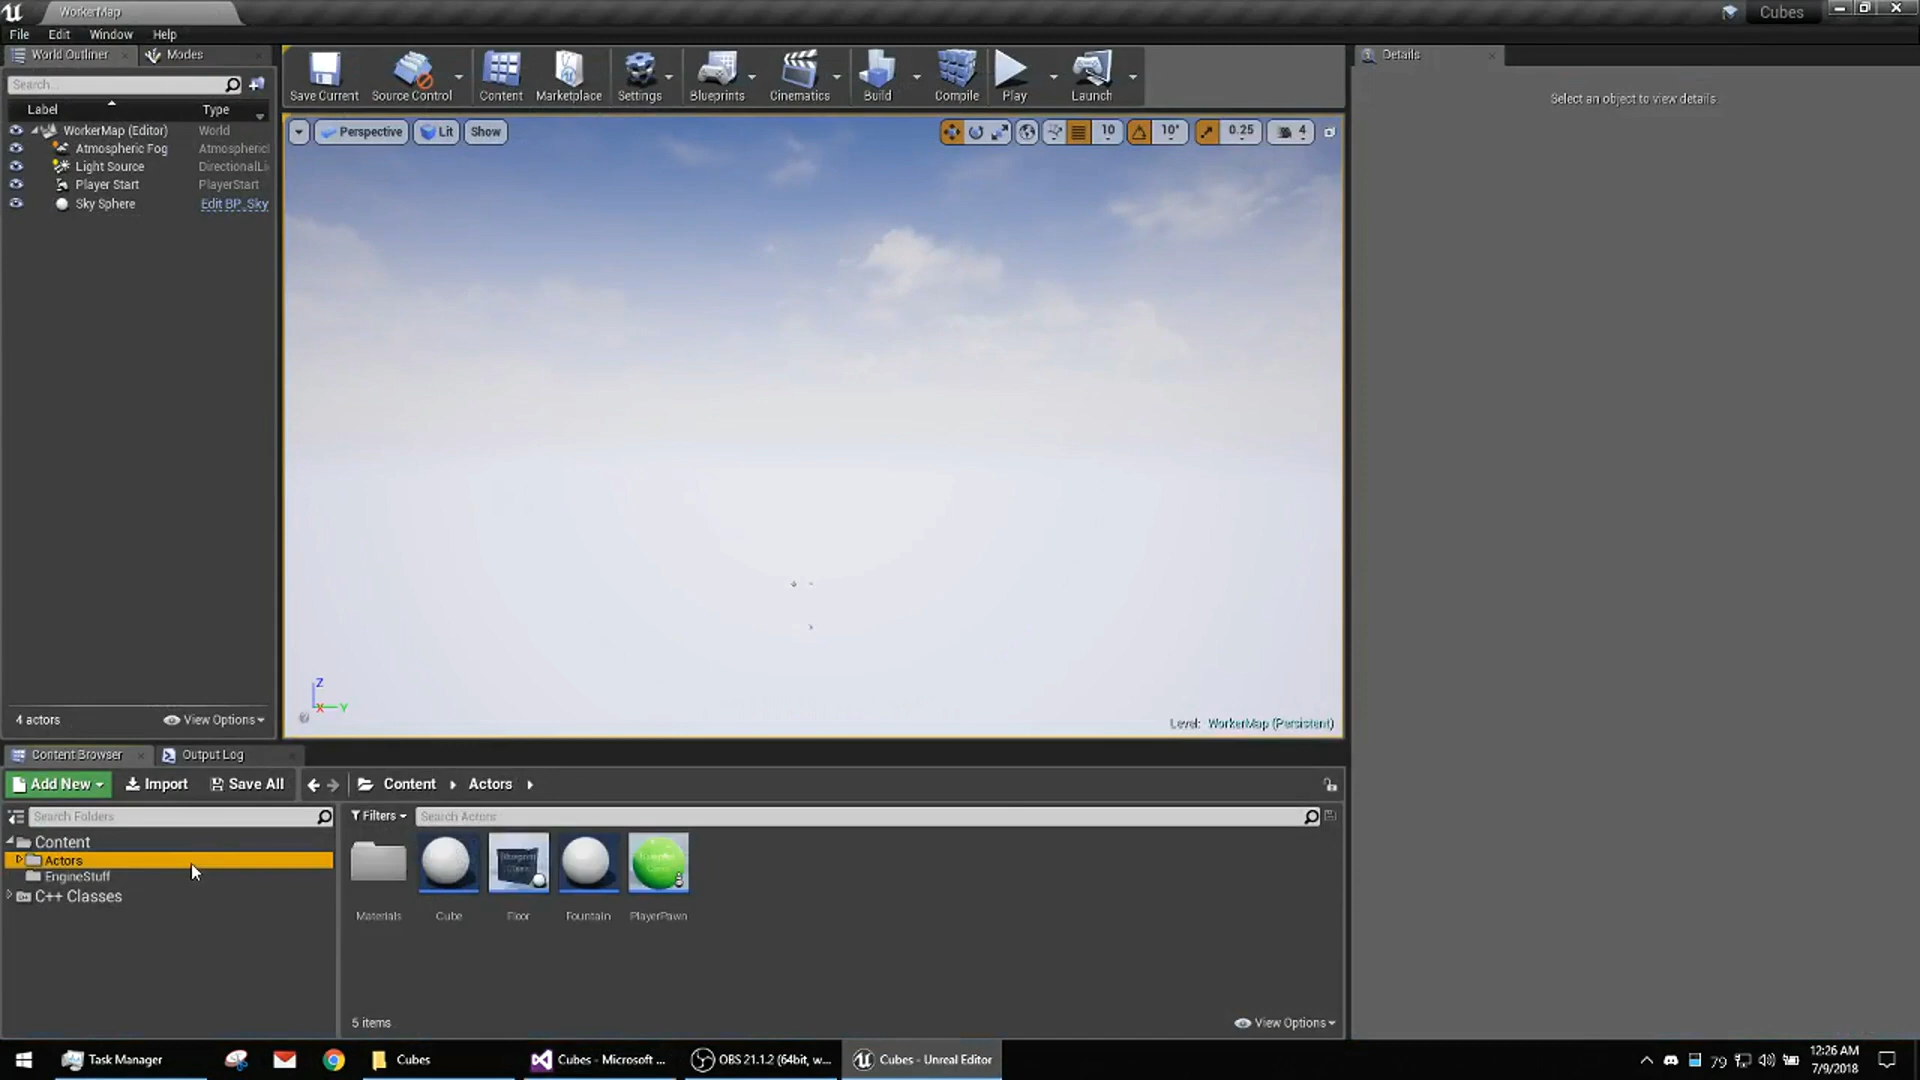 WorkerMap
Cubes
File Edit Window Help
World Outliner
Modes
Details
Search...
Label Type
WorkerMap (Editor) World
Atmospheric Fog Atmospheric
Light Source DirectionalLi
Player Start PlayerStart
Sky Sphere Edit BP_Sky
4 actors
View Options
Save Current
Source Control
Content
Marketplace
Settings
Blueprints
Cinematics
Build
Compile
Play
Launch
Perspective
Lit
Show
10
10°
0.25
4
Z
X
Y
Level: WorkerMap (Persistent)
Select an object to view details.
Content Browser
Output Log
Add New
Import
Save All
Content
Actors
Search Folders
Filters
Search Actors
Content
Actors
EngineStuff
C++ Classes
Materials
Cube
Floor
Fountain
PlayerPawn
5 items
View Options
Task Manager
Cubes
Cubes - Microsoft ...
OBS 21.1.2 (64bit, w...
Cubes - Unreal Editor
79
12:26 AM
7/9/2018